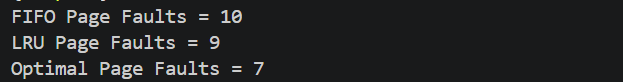 FIFO Page Faults = 10
LRU Page Faults = 9
Optimal Page Faults = 7